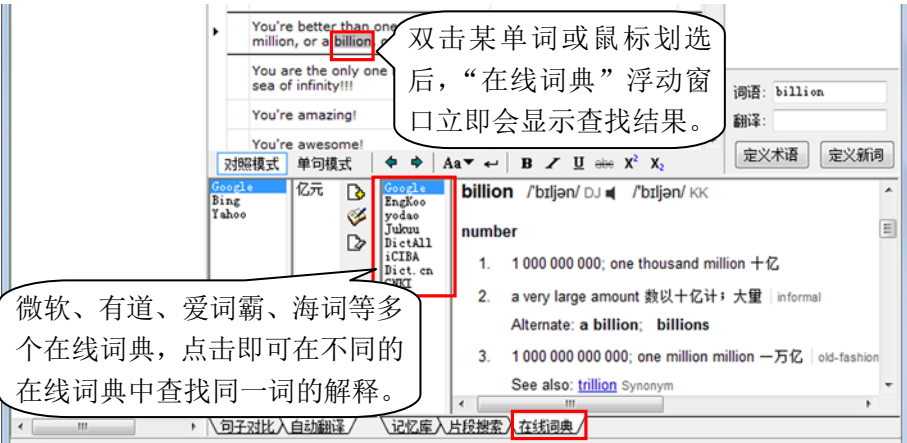 You're better than one
million, or a billion
You are the only one
sea of infinity!!!
You're amazing!
You're awesome!
双击某单词或鼠标划选
后，“在线词典”浮动窗
口立即会显示查找结果。
词语: billion
翻译:
定义术语 定义新词
对照模式 单句模式 Aa B I U abc X² X₂
Google
Bing
Yahoo
亿元
Google
EngKoo
yodao
Jukuu
DictAll
iCIBA
Dict.cn
CNKI
billion /'bɪljən/ DJ /'bɪljən/ KK
number
1. 1 000 000 000; one thousand million 十亿
2. a very large amount 数以十亿计；大量 informal
Alternate: a billion; billions
3. 1 000 000 000 000; one million million 一万亿 old-fashion
See also: trillion Synonym
微软、有道、爱词霸、海词等多
个在线词典，点击即可在不同的
在线词典中查找同一词的解释。
句子对比 自动翻译 记忆库 片段搜索 在线词典